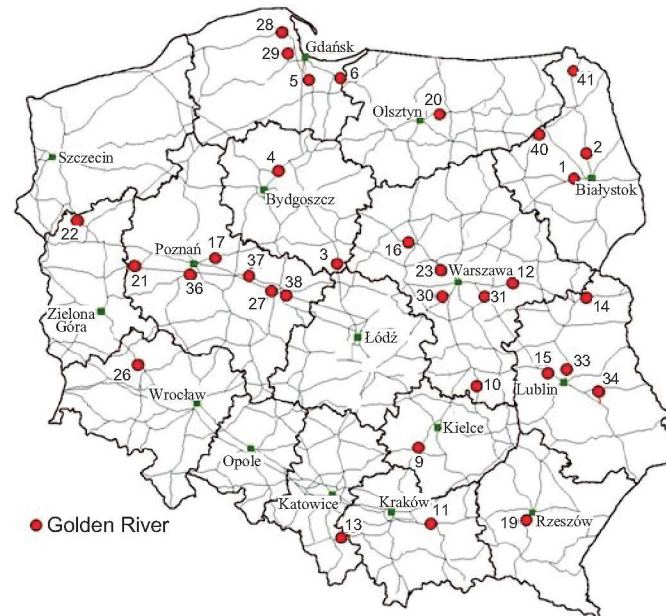 28
Gdańsk
29
5
6
41
20
Olsztyn
40
2
1
Białystok
Szczecin
4
Bydgoszcz
22
16
Poznań
17
3
23
Warszawa
12
21
36
37
27
38
30
31
14
Zielona
Góra
Łódź
15
33
Lublin
34
26
Wrocław
10
Kielce
9
Opole
Katowice
Kraków
11
13
19
Rzeszów
Golden River